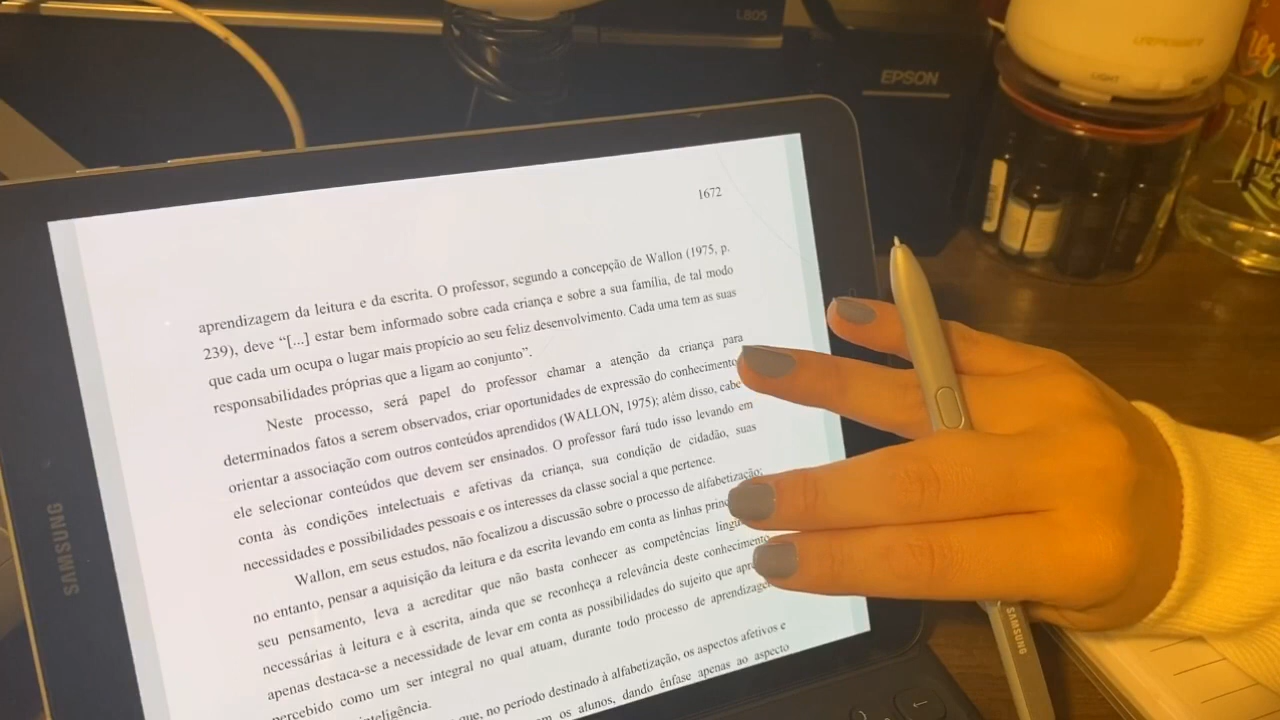 L805
EPSON
LIGHT
1672
aprendizagem da leitura e da escrita. O professor, segundo a concepção de Wallon (1975, p.
239), deve “[...] estar bem informado sobre cada criança e sobre a sua família, de tal modo
que cada um ocupa o lugar mais propício ao seu feliz desenvolvimento. Cada uma tem as suas
responsabilidades próprias que a ligam ao conjunto”.
Neste processo, será papel do professor chamar a atenção da criança para
determinados fatos a serem observados, criar oportunidades de expressão do conhecimento
orientar a associação com outros conteúdos aprendidos (WALLON, 1975); além disso, cabe
ele selecionar conteúdos que devem ser ensinados. O professor fará tudo isso levando em
conta às condições intelectuais e afetivas da criança, sua condição de cidadão, suas
necessidades e possibilidades pessoais e os interesses da classe social a que pertence.
Wallon, em seus estudos, não focalizou a discussão sobre o processo de alfabetização;
no entanto, pensar a aquisição da leitura e da escrita levando em conta as linhas
seu pensamento, leva a acreditar que não basta conhecer as competências
necessárias à leitura e à escrita, ainda que se reconheça a relevância deste conhecimento
apenas destaca-se a necessidade de levar em conta as possibilidades do sujeito que
percebido como um ser integral no qual atuam, durante todo processo de
que, no período destinado à alfabetização, os aspectos afetivos e
os alunos, dando ênfase apenas ao aspecto
SAMSUNG
SAMSUNG